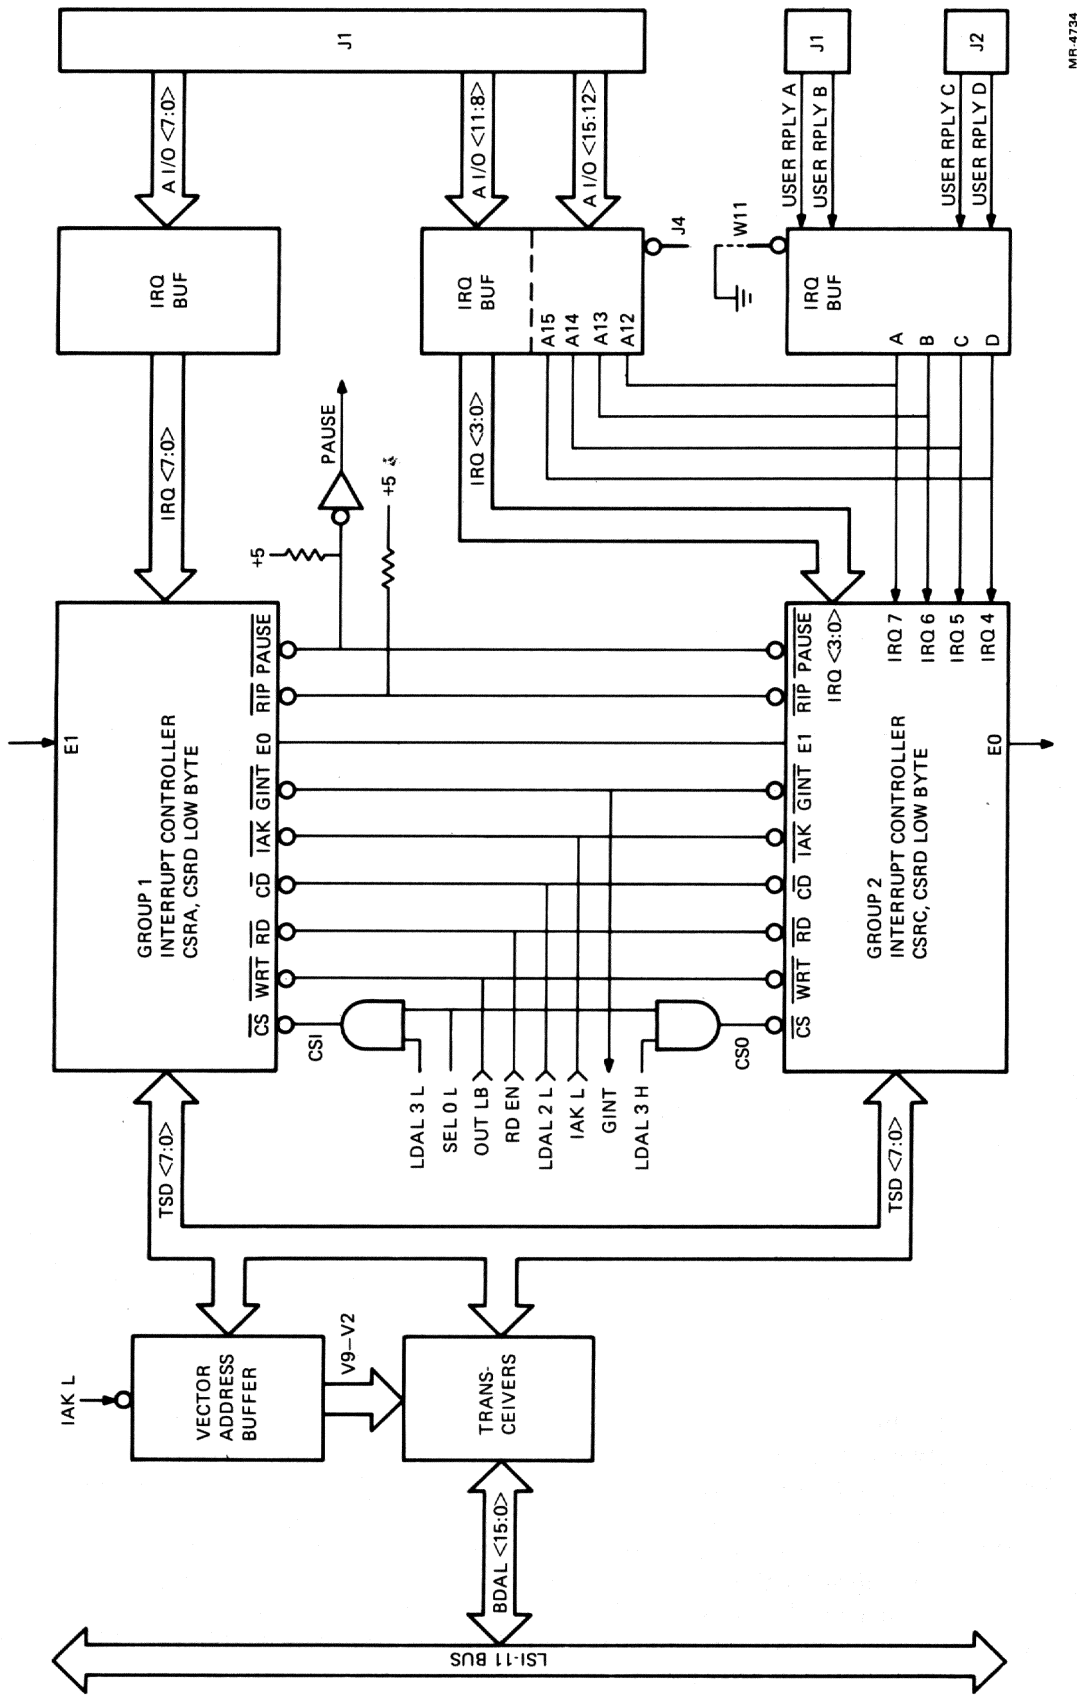 MR-4734
J1
J1
J2
A I/O <7:0>
A I/O <11:8>
A I/O <15:12>
USER RPLY A
USER RPLY B
USER RPLY C
USER RPLY D
IRQ
BUF
IRQ
BUF
A15
A14
A13
A12
J4
W11
IRQ
BUF
A
B
C
D
IRQ <7:0>
PAUSE
+5
+5
IRQ <3:0>
E1
GROUP 1
INTERRUPT CONTROLLER
CSRA, CSRD LOW BYTE
CS
WRT
RD
CD
IAK
GINT
E0
RIP
PAUSE
GROUP 2
INTERRUPT CONTROLLER
CSRC, CSRD LOW BYTE
CS
WRT
RD
CD
IAK
GINT
E1
RIP
PAUSE
IRQ <3:0>
IRQ 7
IRQ 6
IRQ 5
IRQ 4
E0
CSI
CSO
LDAL 3 L
SEL 0 L
OUT LB
RD EN
LDAL 2 L
IAK L
GINT
LDAL 3 H
TSD <7:0>
TSD <7:0>
IAK L
VECTOR
ADDRESS
BUFFER
V9–V2
TRANS-
CEIVERS
BDAL <15:0>
LSI-11 BUS